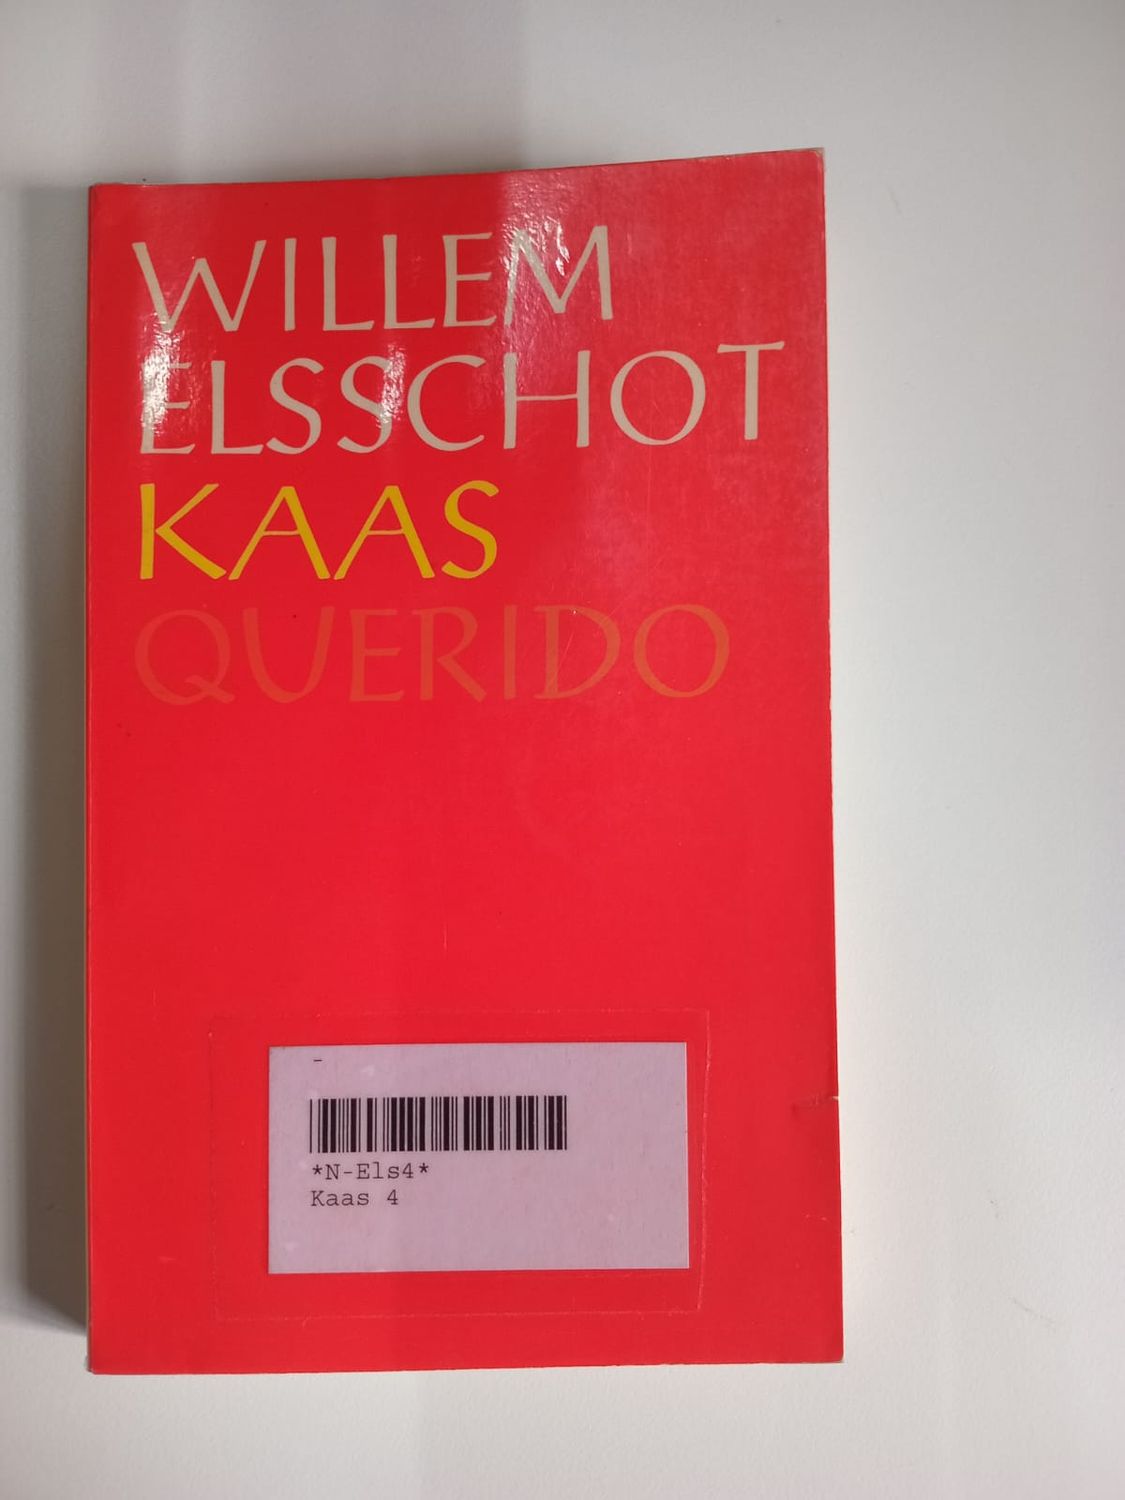 WILLEM
ELSSCHOT
KAAS
QUERIDO
-
*N-Els4*
Kaas 4